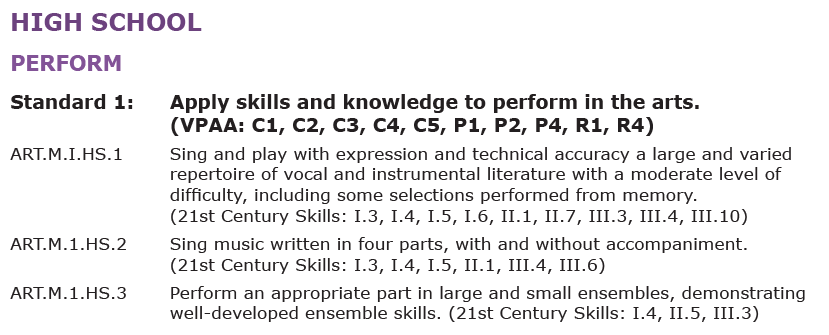 HIGH SCHOOL
PERFORM
Standard 1: Apply skills and knowledge to perform in the arts.
(VPAA: C1, C2, C3, C4, C5, P1, P2, P4, R1, R4)
ART.M.I.HS.1 Sing and play with expression and technical accuracy a large and varied
repertoire of vocal and instrumental literature with a moderate level of
difficulty, including some selections performed from memory.
(21st Century Skills: I.3, I.4, I.5, I.6, II.1, II.7, III.3, III.4, III.10)
ART.M.1.HS.2 Sing music written in four parts, with and without accompaniment.
(21st Century Skills: I.3, I.4, I.5, II.1, III.4, III.6)
ART.M.1.HS.3 Perform an appropriate part in large and small ensembles, demonstrating
well-developed ensemble skills. (21st Century Skills: I.4, II.5, III.3)